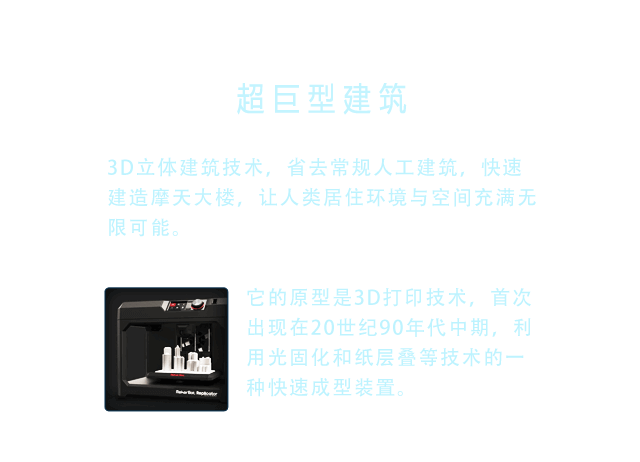 超巨型建筑
3D立体建筑技术，省去常规人工建筑，快速
建造摩天大楼，让人类居住环境与空间充满无
限可能。
它的原型是3D打印技术，首次
出现在20世纪90年代中期，利
用光固化和纸层叠等技术的一
种快速成型装置。
MakerBot. Replicator